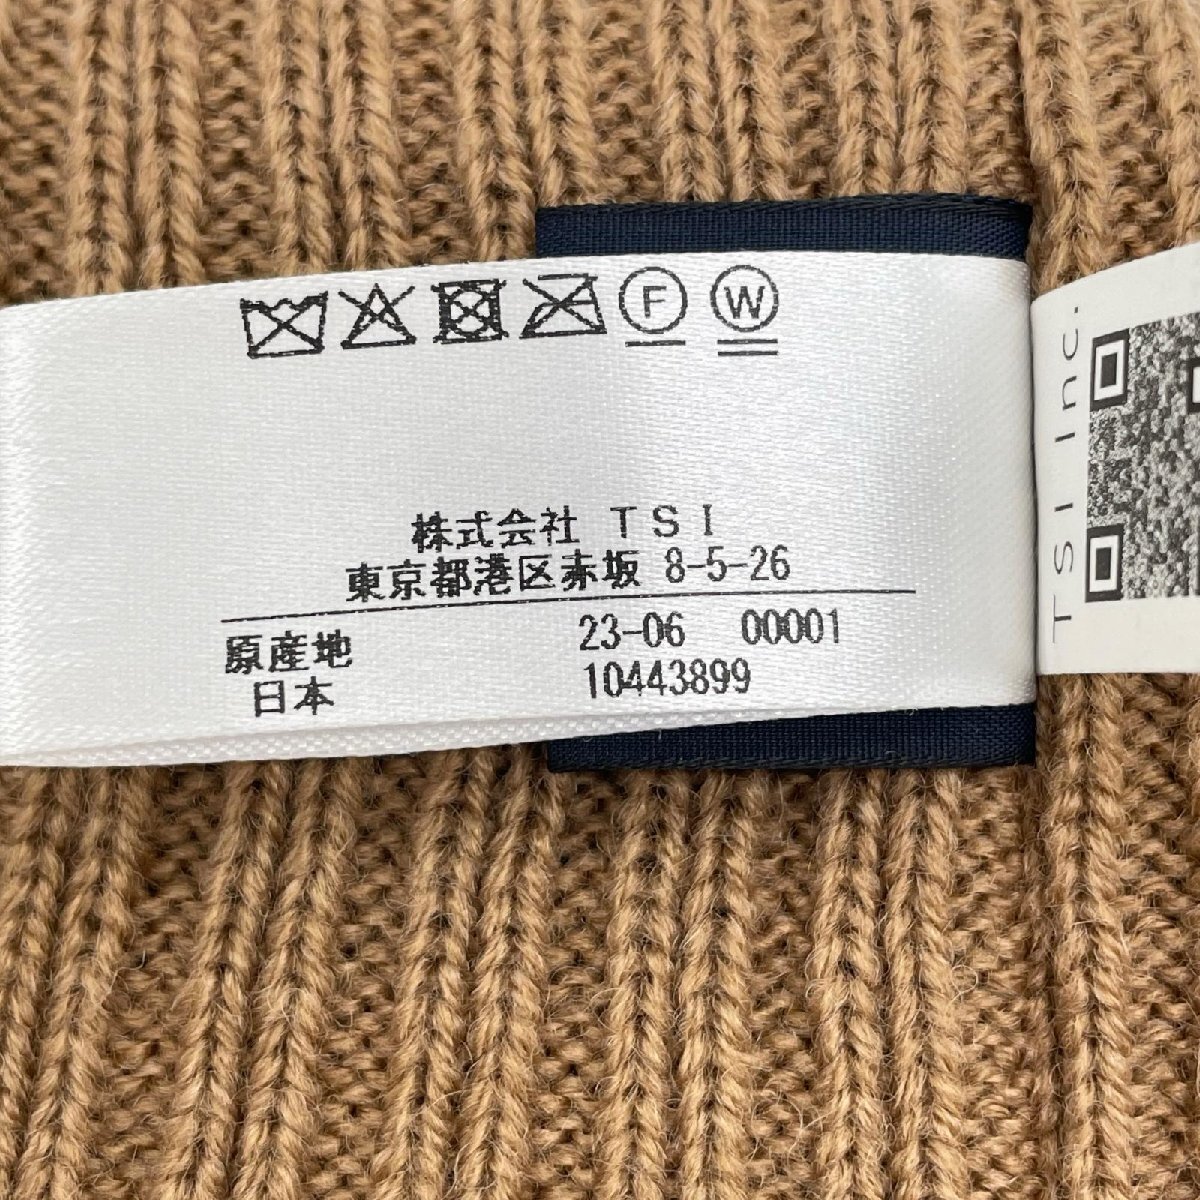 F W
株式会社 TSI
東京都港区赤坂 8-5-26
原産地 23-06 00001
日本 10443899
TSI Inc.